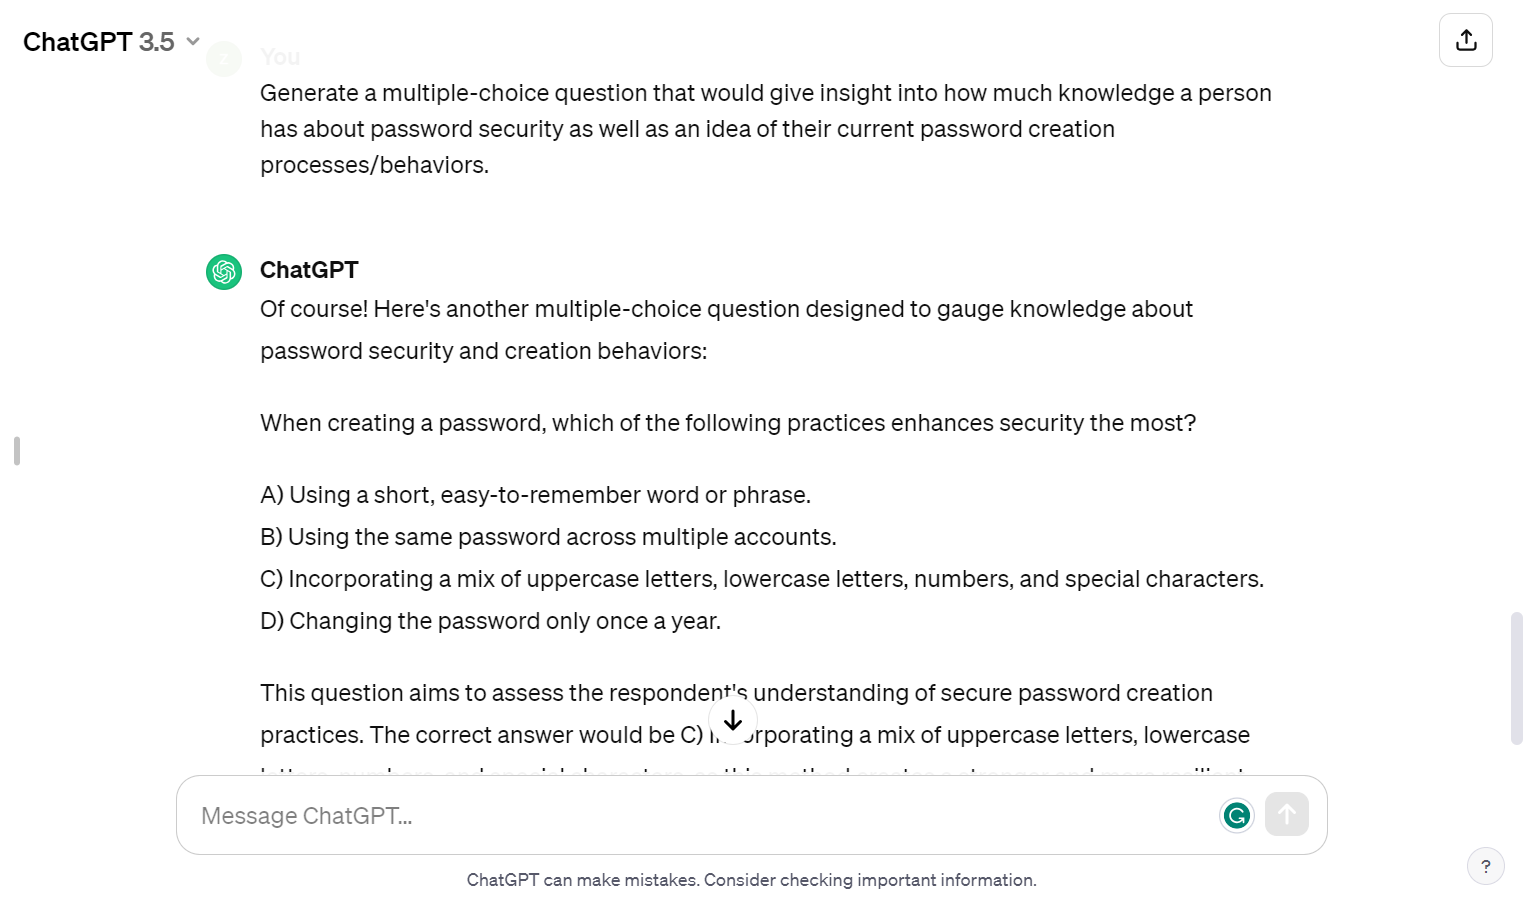 ChatGPT 3.5
You
Generate a multiple-choice question that would give insight into how much knowledge a person
has about password security as well as an idea of their current password creation
processes/behaviors.
ChatGPT
Of course! Here's another multiple-choice question designed to gauge knowledge about
password security and creation behaviors:
When creating a password, which of the following practices enhances security the most?
A) Using a short, easy-to-remember word or phrase.
B) Using the same password across multiple accounts.
C) Incorporating a mix of uppercase letters, lowercase letters, numbers, and special characters.
D) Changing the password only once a year.
This question aims to assess the respondent's understanding of secure password creation
practices. The correct answer would be C) Incorporating a mix of uppercase letters, lowercase
Message ChatGPT...
ChatGPT can make mistakes. Consider checking important information.
?